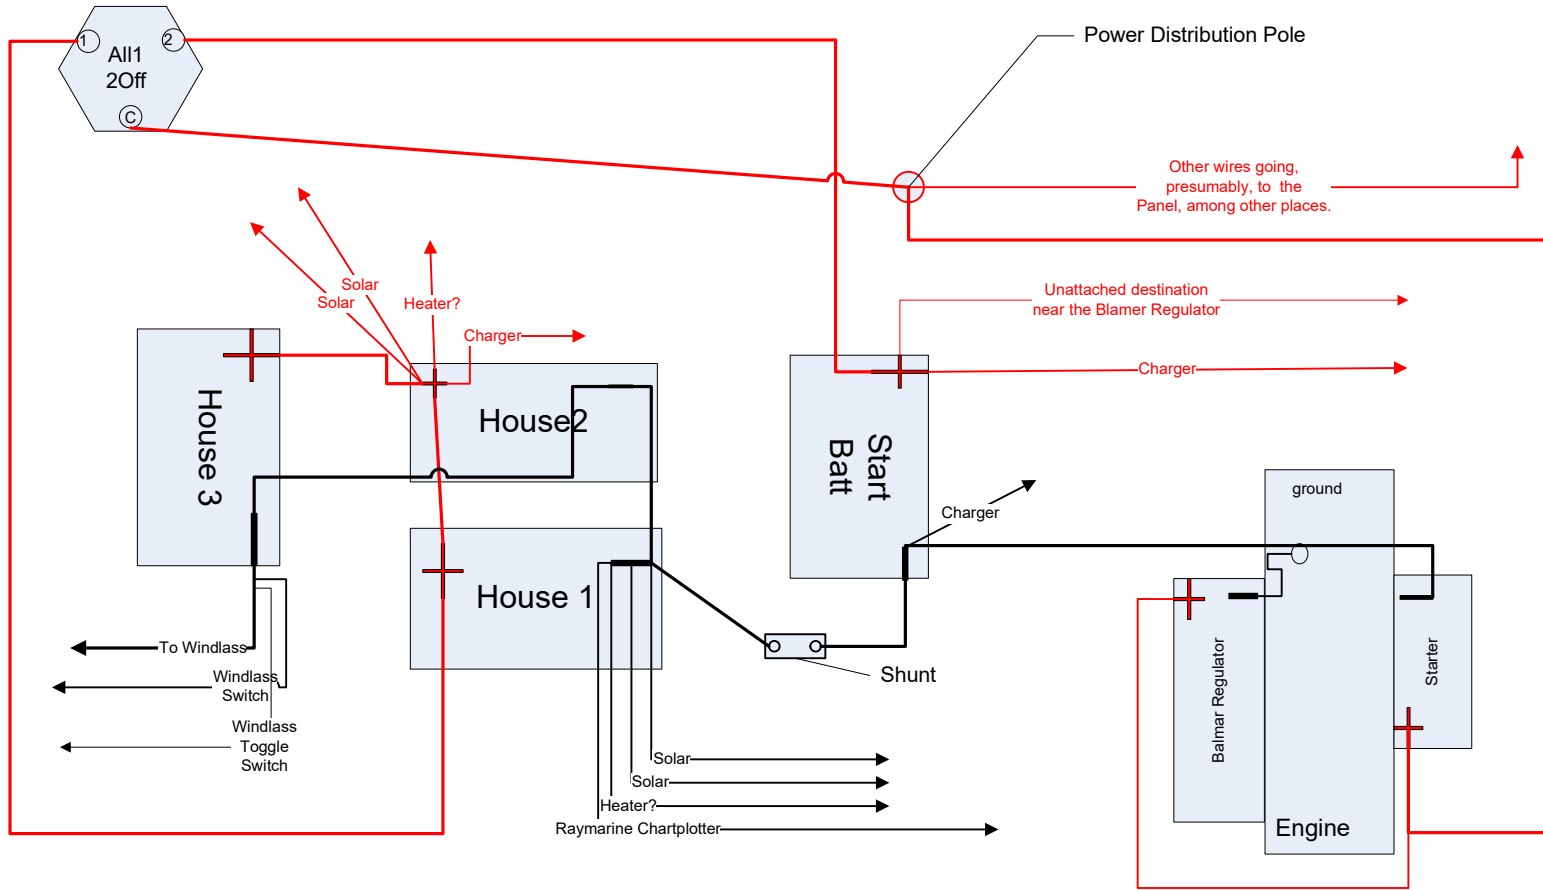 1
2
All1
2Off
C
Power Distribution Pole
Other wires going,
presumably, to the
Panel, among other places.
Solar
Solar
Heater?
Charger
Unattached destination
near the Blamer Regulator
Charger
House 3
House2
House 1
Start
Batt
Charger
ground
Balmar Regulator
Starter
Engine
Shunt
To Windlass
Windlass
Switch
Windlass
Toggle
Switch
Solar
Solar
Heater?
Raymarine Chartplotter